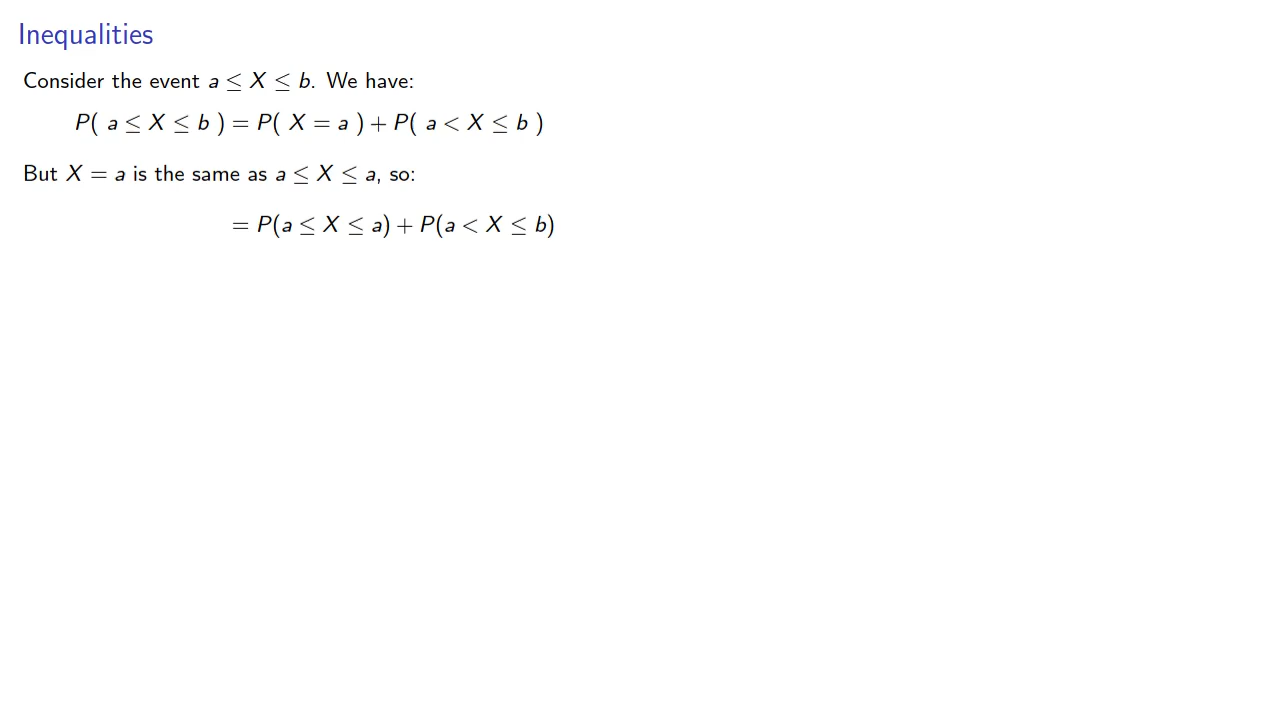 Inequalities
Consider the event a ≤ X ≤ b. We have:
P( a ≤ X ≤ b ) = P( X = a ) + P( a < X ≤ b )
But X = a is the same as a ≤ X ≤ a, so:
= P(a ≤ X ≤ a) + P(a < X ≤ b)